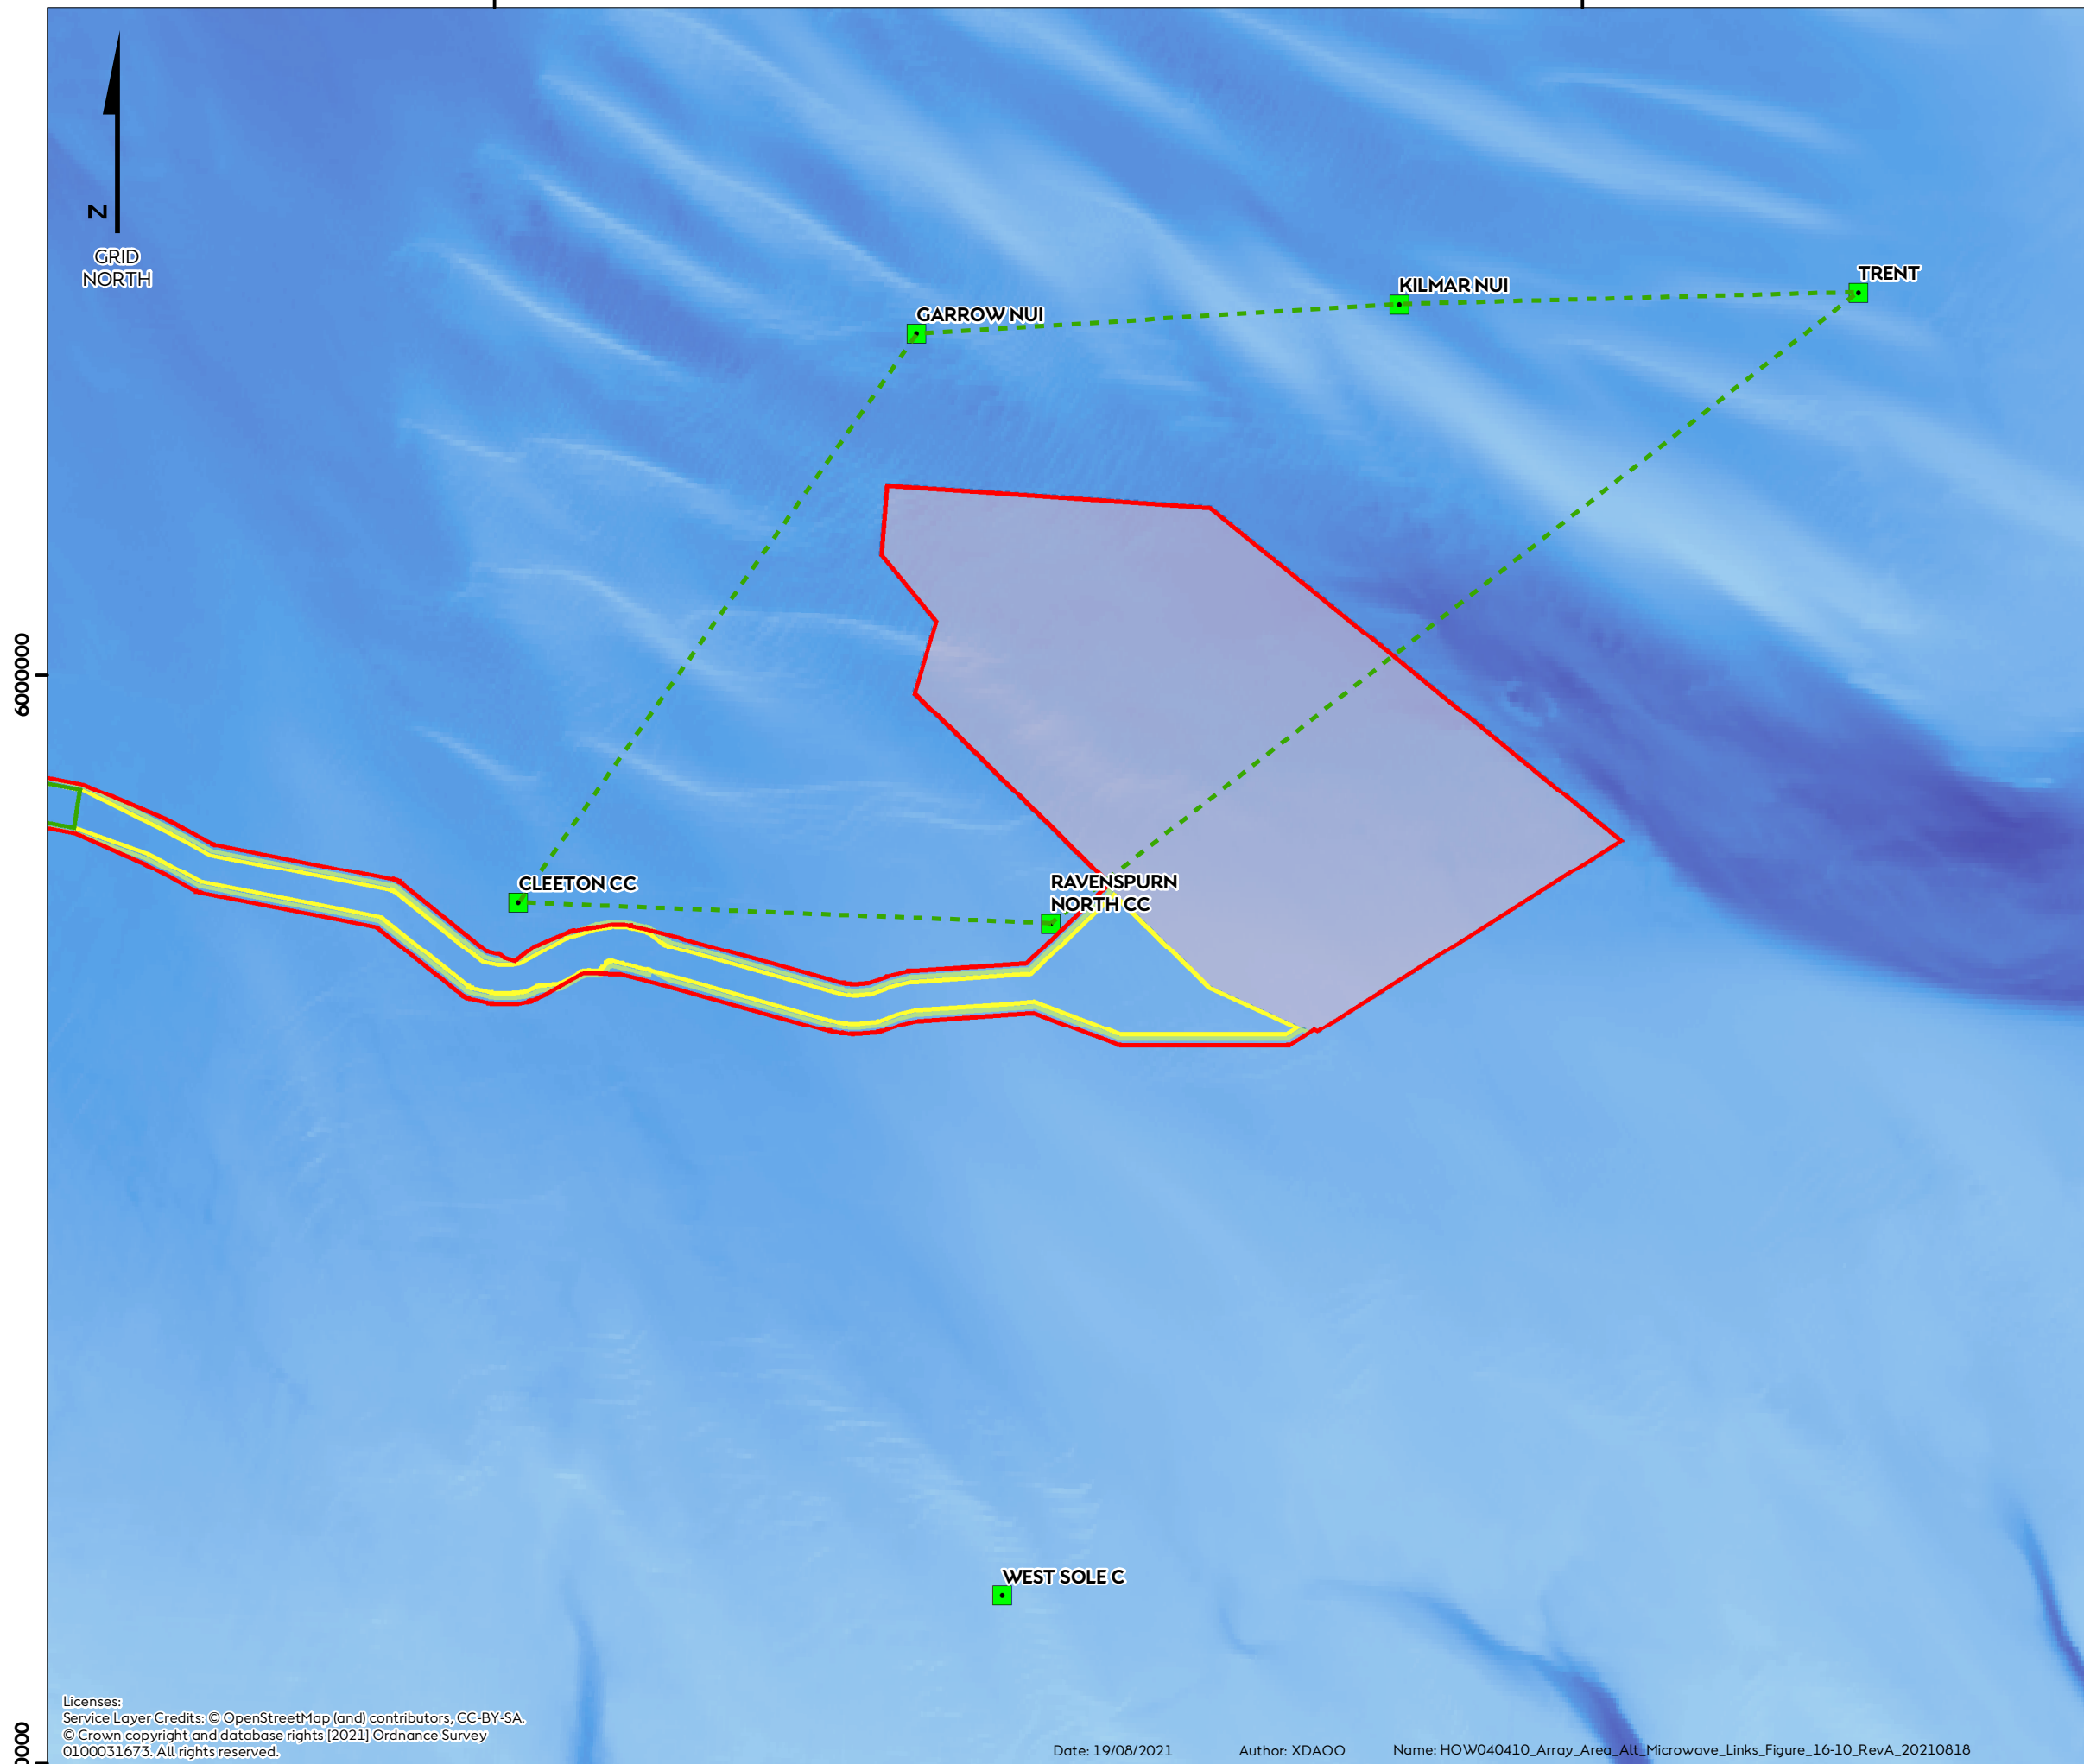 N
GRID
NORTH
TRENT
KILMAR NUI
GARROW NUI
6000000
RAVENSPURN
NORTH CC
CLEETON CC
WEST SOLE C
Licenses:
Service Layer Credits: © OpenStreetMap (and) contributors, CC-BY-SA.
© Crown copyright and database rights [2021] Ordnance Survey
0100031673. All rights reserved.
Date: 19/08/2021
Author: XDAOO
Name: HOW040410_Array_Area_Alt_Microwave_Links_Figure_16-10_RevA_20210818